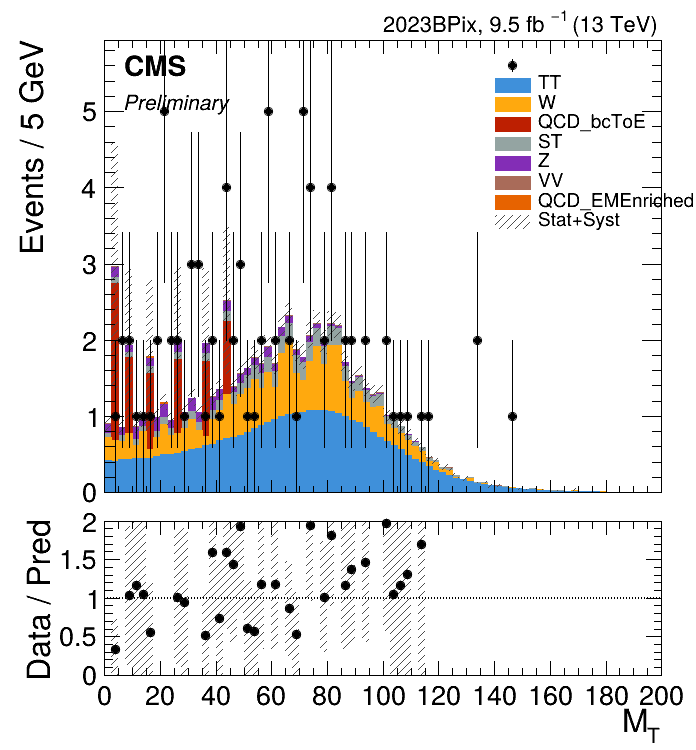 2023BPix, 9.5 fb⁻¹ (13 TeV)
CMS
Preliminary
TT
W
QCD_bcToE
ST
Z
VV
QCD_EMEnriched
Stat+Syst
Events / 5 GeV
5
4
3
2
1
0
Data / Pred
2
1.5
1
0.5
0
0 20 40 60 80 100 120 140 160 180 200
M_T